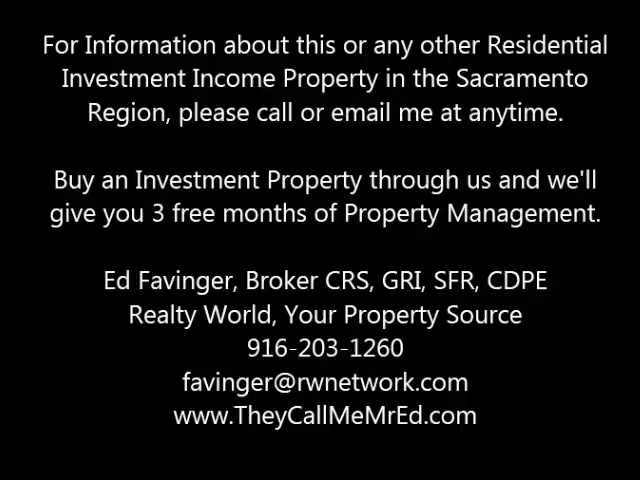 For Information about this or any other Residential
Investment Income Property in the Sacramento
Region, please call or email me at anytime.
Buy an Investment Property through us and we'll
give you 3 free months of Property Management.
Ed Favinger, Broker CRS, GRI, SFR, CDPE
Realty World, Your Property Source
916-203-1260
favinger@rwnetwork.com
www.TheyCallMeMrEd.com